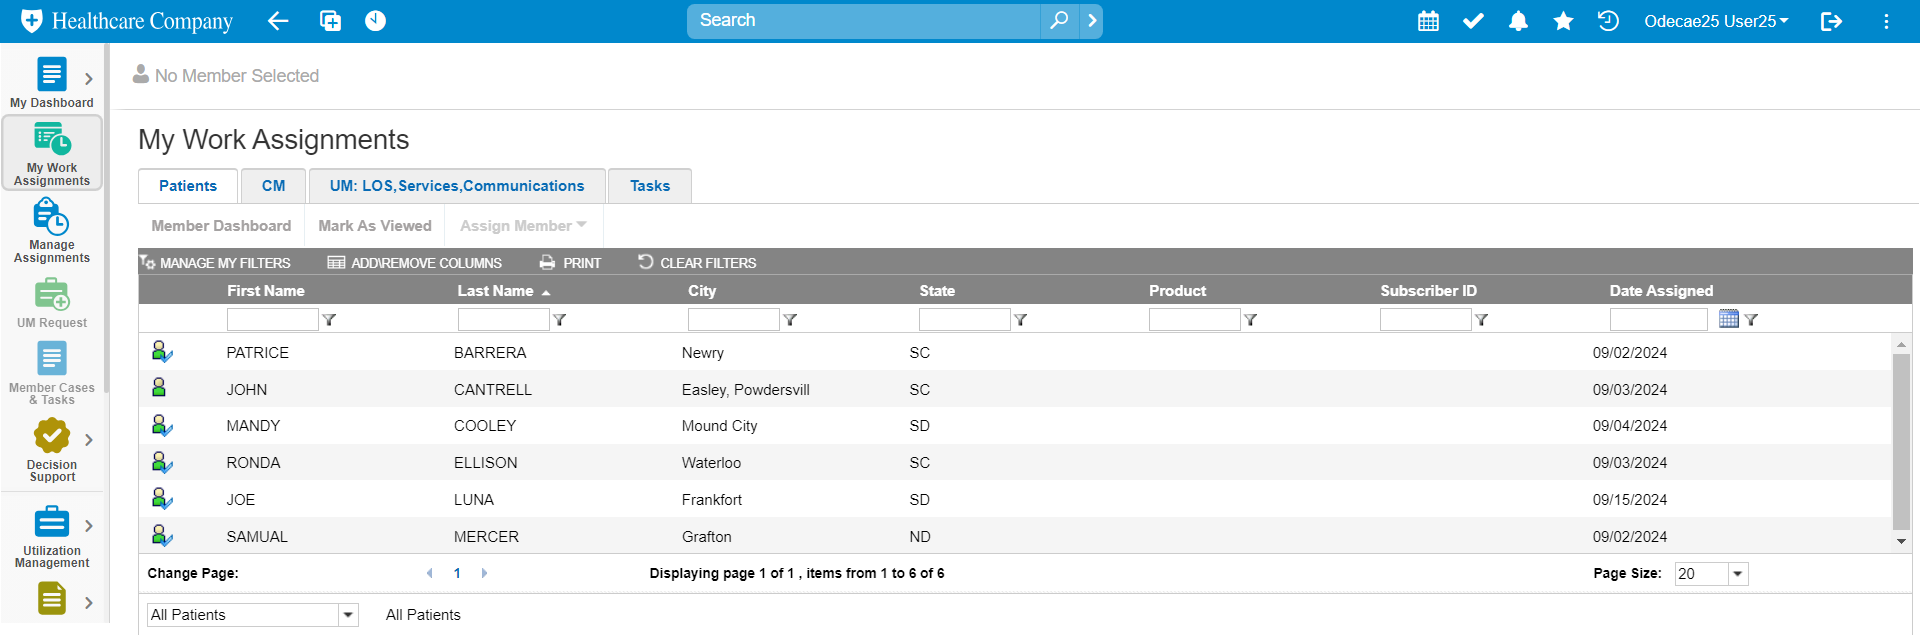 Healthcare Company
Search
Odecae25 User25
My Dashboard
My Work
Assignments
Manage
Assignments
UM Request
Member Cases
& Tasks
Decision
Support
Utilization
Management
No Member Selected
My Work Assignments
Patients CM UM: LOS,Services,Communications Tasks
Member Dashboard Mark As Viewed Assign Member
MANAGE MY FILTERS ADD\REMOVE COLUMNS PRINT CLEAR FILTERS
First Name Last Name City State Product Subscriber ID Date Assigned
PATRICE BARRERA Newry SC 09/02/2024
JOHN CANTRELL Easley, Powdersvill SC 09/03/2024
MANDY COOLEY Mound City SD 09/04/2024
RONDA ELLISON Waterloo SC 09/03/2024
JOE LUNA Frankfort SD 09/15/2024
SAMUAL MERCER Grafton ND 09/02/2024
Change Page: 1 Displaying page 1 of 1 , items from 1 to 6 of 6 Page Size: 20
All Patients All Patients